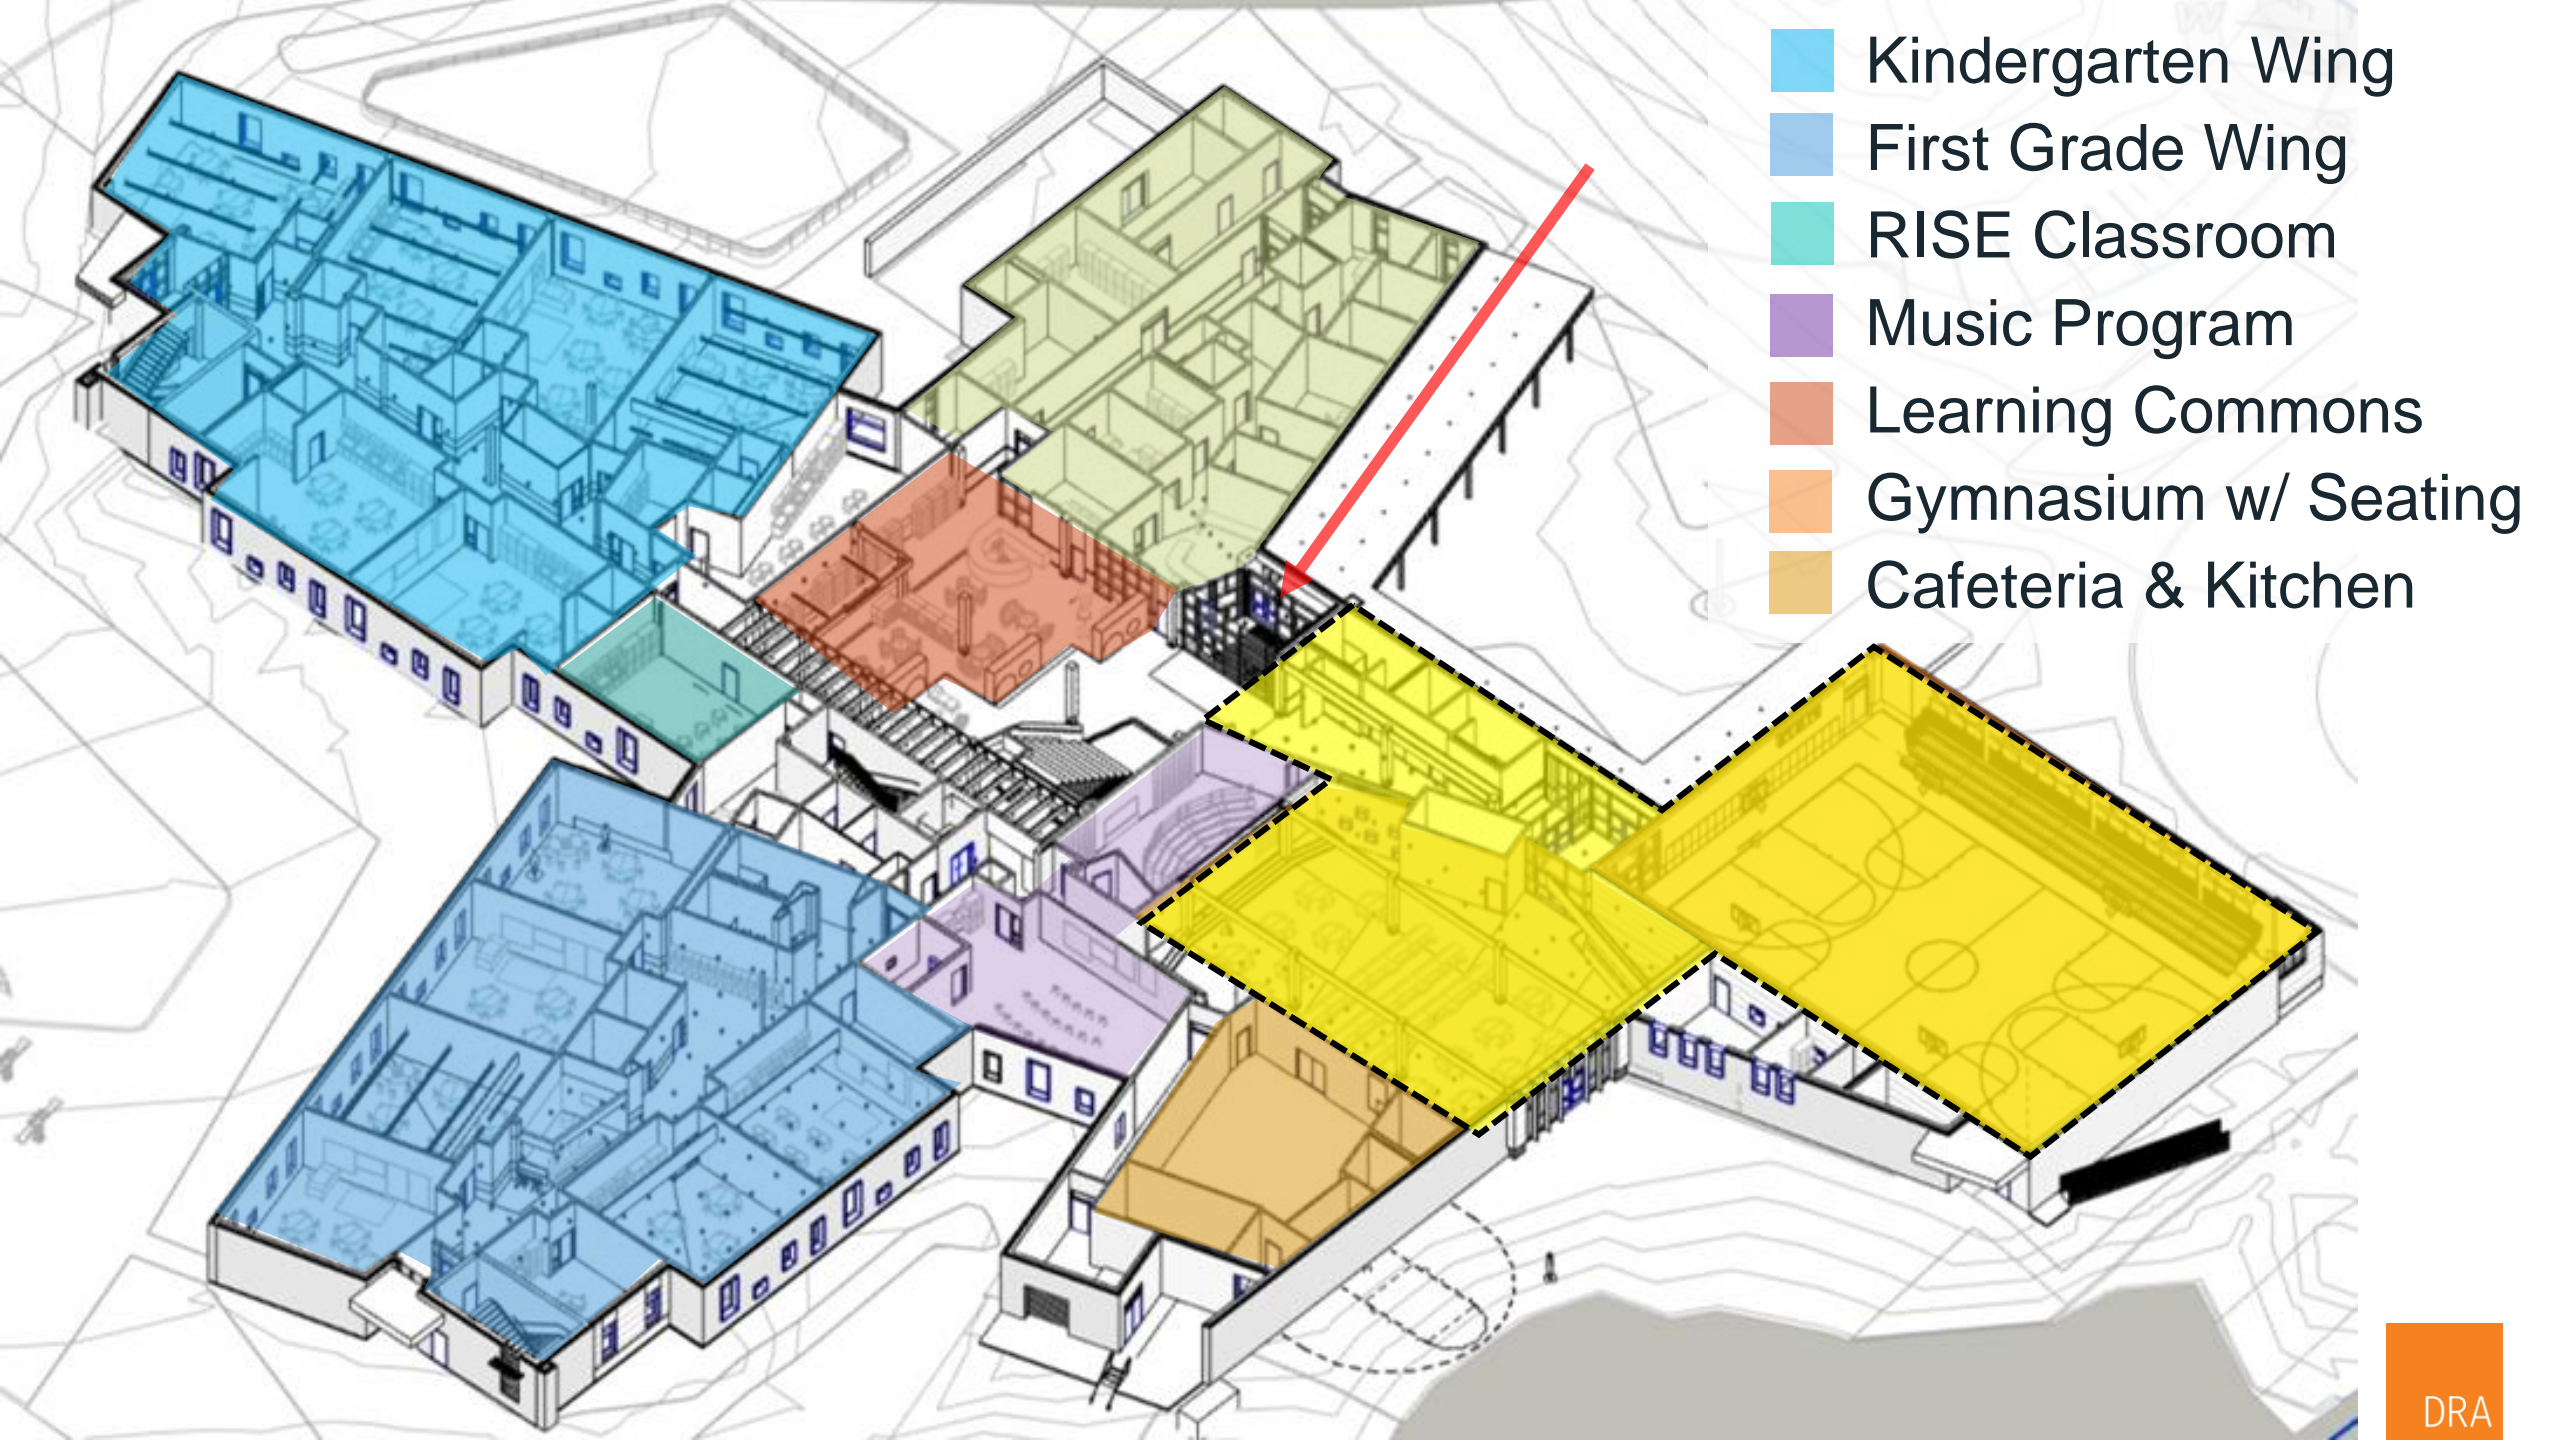 Kindergarten Wing
First Grade Wing
RISE Classroom
Music Program
Learning Commons
Gymnasium w/ Seating
Cafeteria & Kitchen
DRA